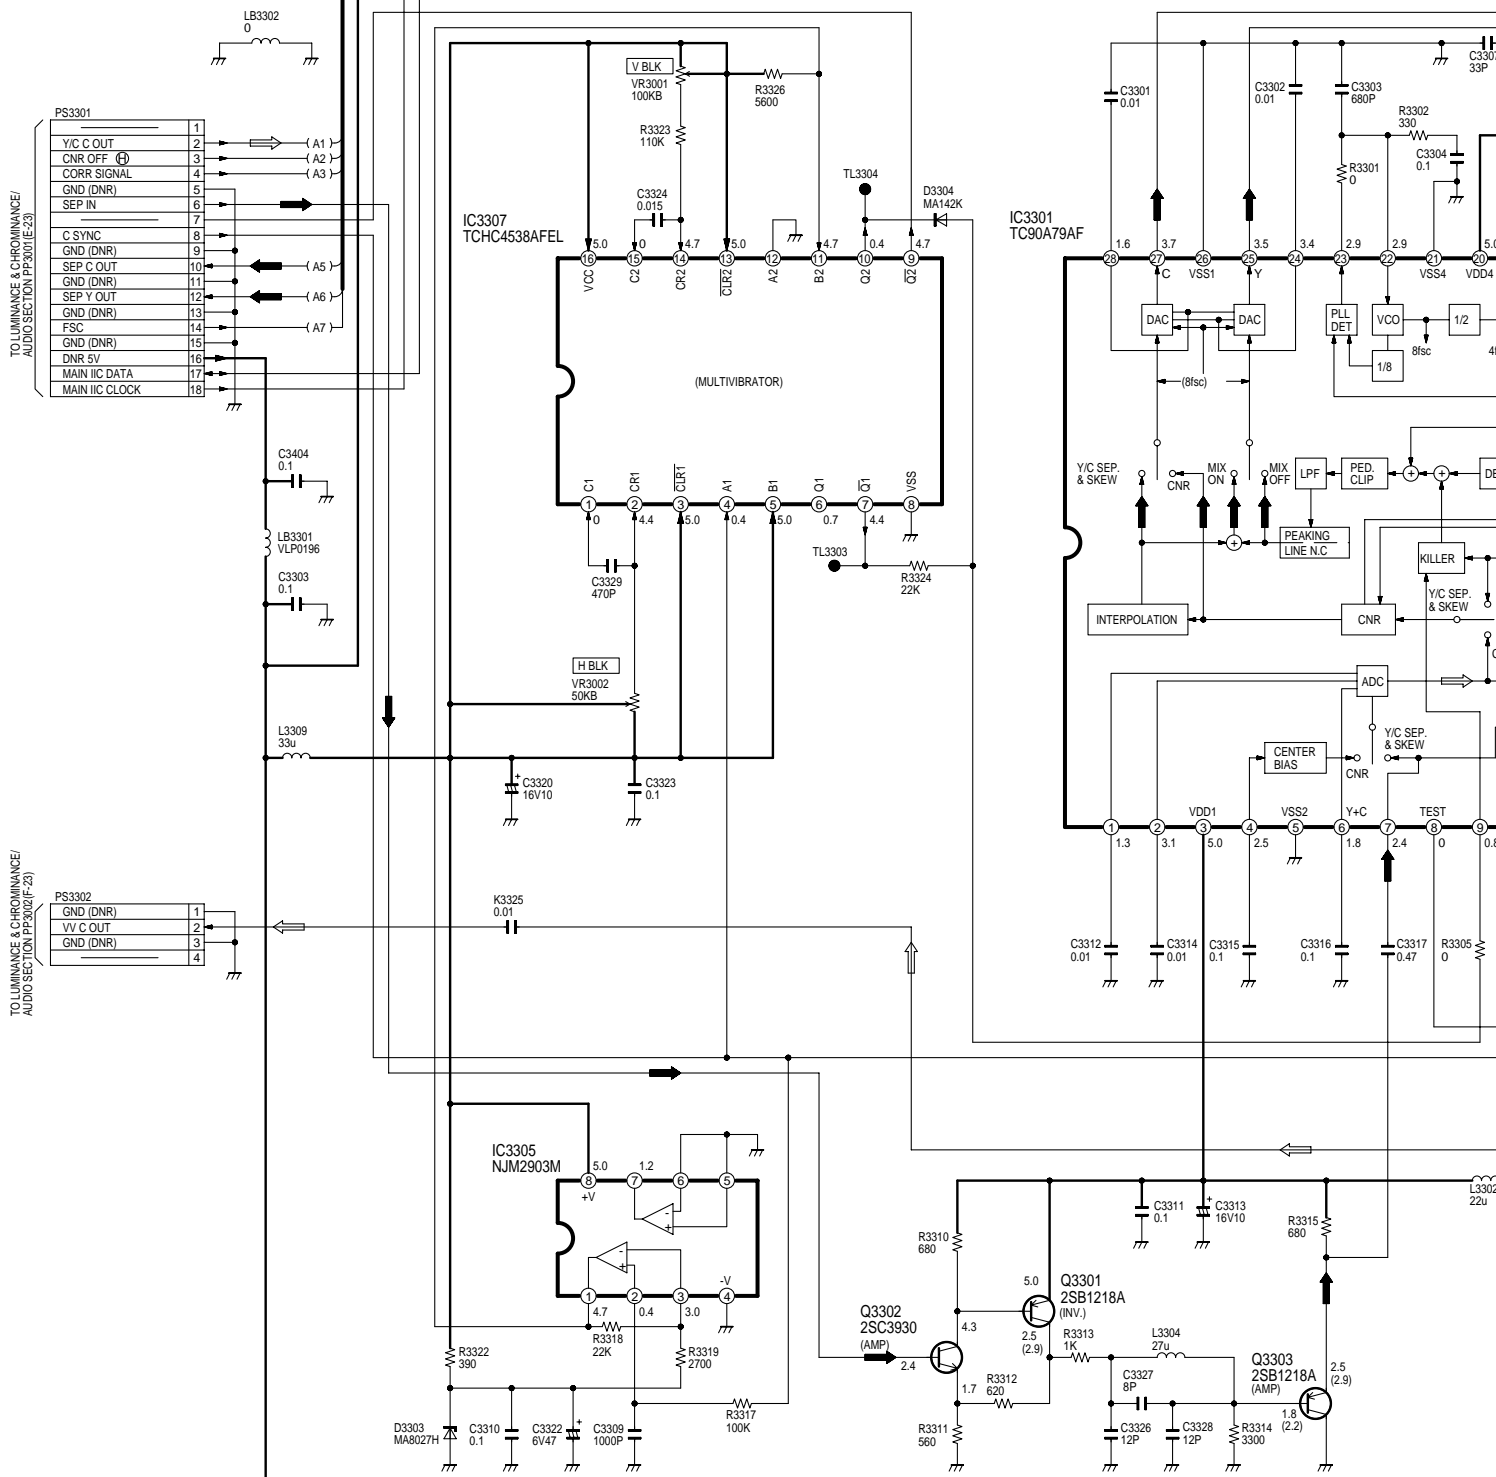 LB3302
0
PS3301
1
Y/C C OUT 2 (A1)
CNR OFF Ⓗ 3 (A2)
CORR SIGNAL 4 (A3)
GND (DNR) 5
SEP IN 6
7
C SYNC 8
GND (DNR) 9
SEP C OUT 10 (A5)
GND (DNR) 11
SEP Y OUT 12 (A6)
GND (DNR) 13
FSC 14 (A7)
GND (DNR) 15
DNR 5V 16
MAIN IIC DATA 17
MAIN IIC CLOCK 18
TO LUMINANCE & CHROMINANCE/
AUDIO SECTION PP3001(E-23)
C3404
0.1
LB3301
VLP0196
C3303
0.1
L3309
33u
V BLK
VR3001
100KB
R3326
5600
R3323
110K
C3324
0.015
TL3304
D3304
MA142K
IC3307
TCHC4538AFEL
5.0 0 4.7 5.0 4.7 0.4 4.7
16 15 14 13 12 11 10 9
VCC C2 CR2 CLR2 A2 B2 Q2 Q2
(MULTIVIBRATOR)
C1 CR1 CLR1 A1 B1 Q1 Q1 VSS
1 2 3 4 5 6 7 8
0 4.4 5.0 0.4 5.0 0.7 4.4
C3329
470P
TL3303
R3324
22K
H BLK
VR3002
50KB
C3320
16V10
C3323
0.1
C3301
0.01
C3302
0.01
C3303
680P
C3307
33P
R3302
330
R3301
0
C3304
0.1
IC3301
TC90A79AF
1.6 3.7 3.5 3.4 2.9 2.9 5.0
28 27 26 25 24 23 22 21 20
C VSS1 Y VSS4 VDD4
DAC DAC
PLL
DET
VCO 1/2
8fsc
1/8
(8fsc)
Y/C SEP.
& SKEW
CNR
MIX
ON
MIX
OFF
LPF
PED.
CLIP
PEAKING
LINE N.C
KILLER
Y/C SEP.
& SKEW
INTERPOLATION
CNR
ADC
Y/C SEP.
& SKEW
CENTER
BIAS
CNR
VDD1 VSS2 Y+C TEST
1 2 3 4 5 6 7 8 9
1.3 3.1 5.0 2.5 1.8 2.4 0 0.8
C3312
0.01
C3314
0.01
C3315
0.1
C3316
0.1
C3317
0.47
R3305
0
TO LUMINANCE & CHROMINANCE/
AUDIO SECTION PP3002(F-23)
PS3302
GND (DNR) 1
VV C OUT 2
GND (DNR) 3
4
K3325
0.01
IC3305
NJM2903M
5.0 1.2
8 7 6 5
+V
- +
- +
-V
1 2 3 4
4.7 0.4 3.0
R3318
22K
R3319
2700
R3322
390
D3303
MA8027H
C3310
0.1
C3322
6V47
C3309
1000P
R3317
100K
C3311
0.1
C3313
16V10
R3315
680
L3302
22u
R3310
680
5.0
Q3301
2SB1218A
(INV.)
2.5
(2.9)
Q3302
2SC3930
(AMP)
2.4
4.3
1.7
R3313
1K
L3304
27u
R3312
620
R3311
560
C3327
8P
C3326
12P
C3328
12P
R3314
3300
Q3303
2SB1218A
(AMP)
2.5
(2.9)
1.8
(2.2)